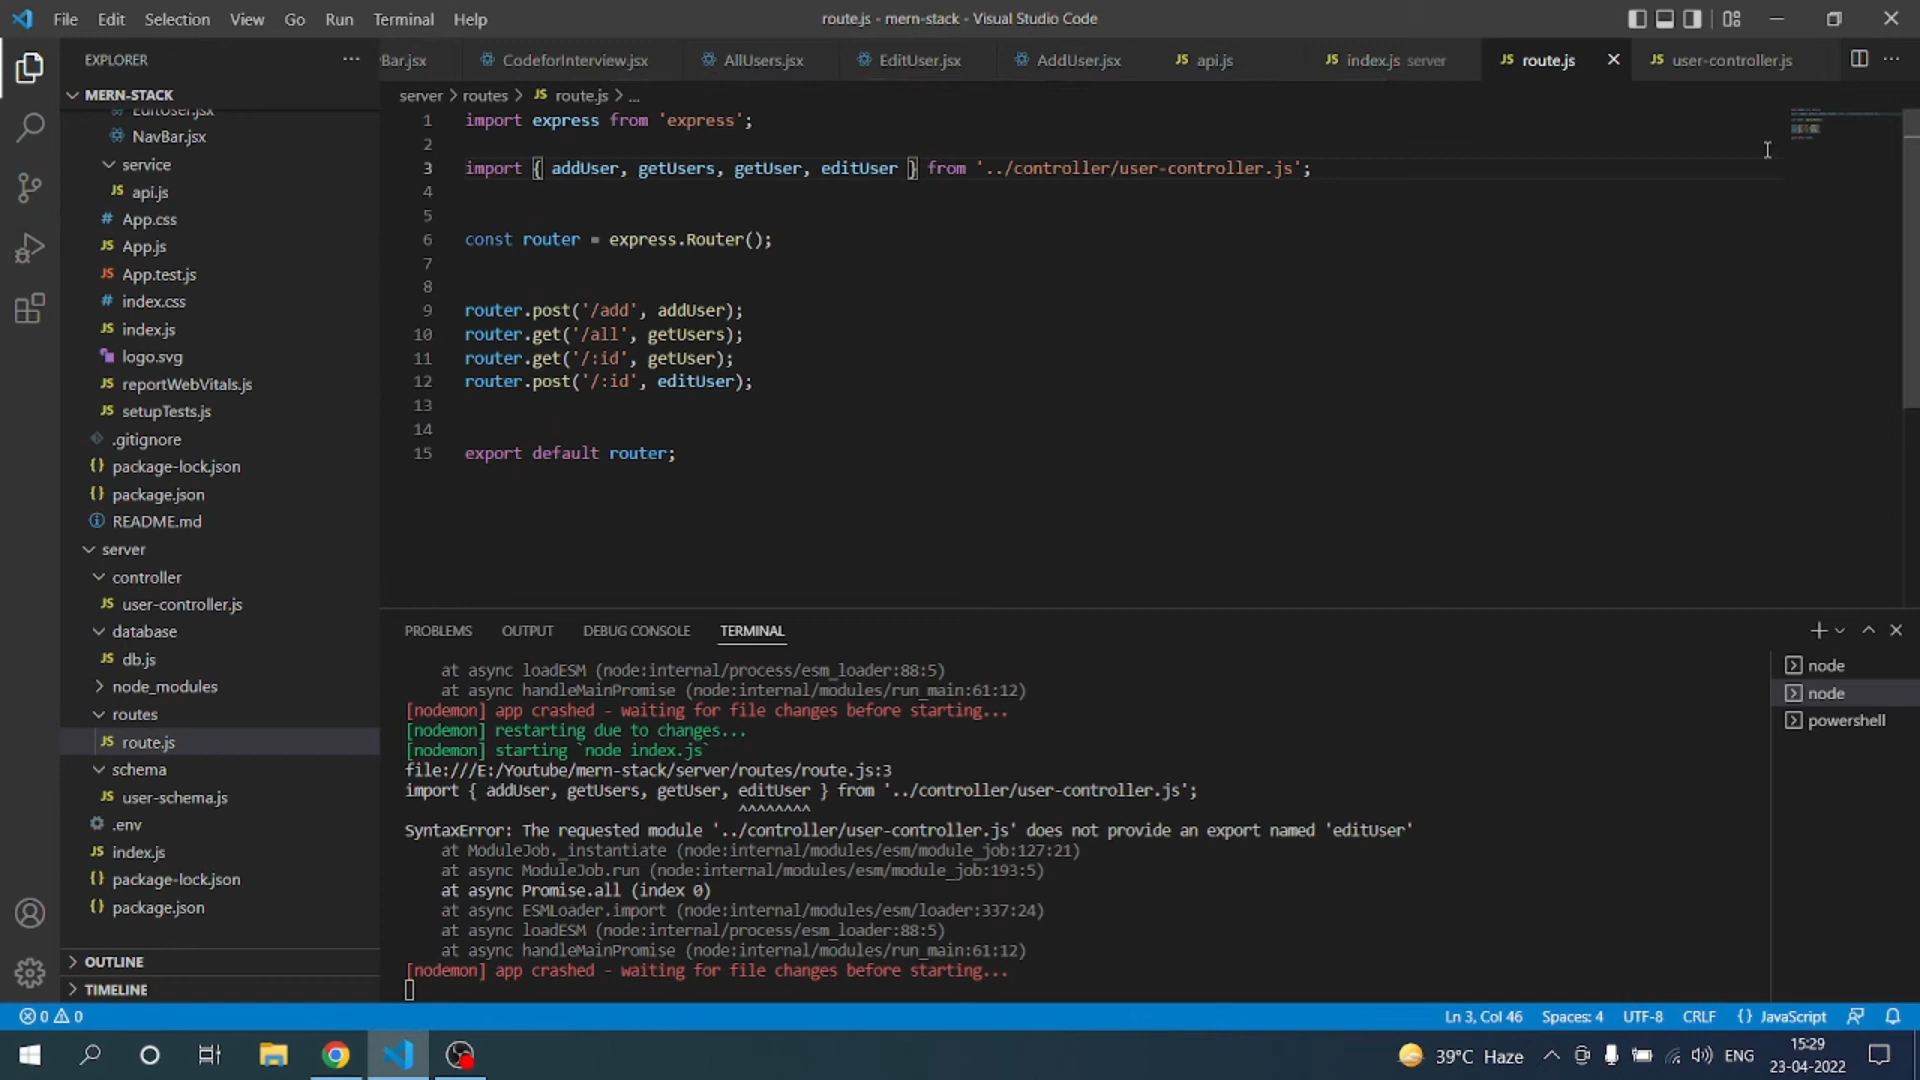 File Edit Selection View Go Run Terminal Help
route.js - mern-stack - Visual Studio Code
EXPLORER
MERN-STACK
EditUser.jsx
NavBar.jsx
service
api.js
App.css
App.js
App.test.js
index.css
index.js
logo.svg
reportWebVitals.js
setupTests.js
.gitignore
package-lock.json
package.json
README.md
server
controller
user-controller.js
database
db.js
node_modules
routes
route.js
schema
user-schema.js
.env
index.js
package-lock.json
package.json
OUTLINE
TIMELINE
Bar.jsx CodeforInterview.jsx AllUsers.jsx EditUser.jsx AddUser.jsx JS api.js JS index.js server JS route.js JS user-controller.js
server > routes > JS route.js > ...
1 import express from 'express';
2
3 import { addUser, getUsers, getUser, editUser } from '../controller/user-controller.js';
4
5
6 const router = express.Router();
7
8
9 router.post('/add', addUser);
10 router.get('/all', getUsers);
11 router.get('/:id', getUser);
12 router.post('/:id', editUser);
13
14
15 export default router;
PROBLEMS OUTPUT DEBUG CONSOLE TERMINAL
at async loadESM (node:internal/process/esm_loader:88:5)
at async handleMainPromise (node:internal/modules/run_main:61:12)
[nodemon] app crashed - waiting for file changes before starting...
[nodemon] restarting due to changes...
[nodemon] starting `node index.js`
file:///E:/Youtube/mern-stack/server/routes/route.js:3
import { addUser, getUsers, getUser, editUser } from '../controller/user-controller.js';
^^^^^^^^
SyntaxError: The requested module '../controller/user-controller.js' does not provide an export named 'editUser'
at ModuleJob._instantiate (node:internal/modules/esm/module_job:127:21)
at async ModuleJob.run (node:internal/modules/esm/module_job:193:5)
at async Promise.all (index 0)
at async ESMLoader.import (node:internal/modules/esm/loader:337:24)
at async loadESM (node:internal/process/esm_loader:88:5)
at async handleMainPromise (node:internal/modules/run_main:61:12)
[nodemon] app crashed - waiting for file changes before starting...
node
node
powershell
0 0
Ln 3, Col 46 Spaces: 4 UTF-8 CRLF {} JavaScript
39°C Haze
ENG
15:29
23-04-2022